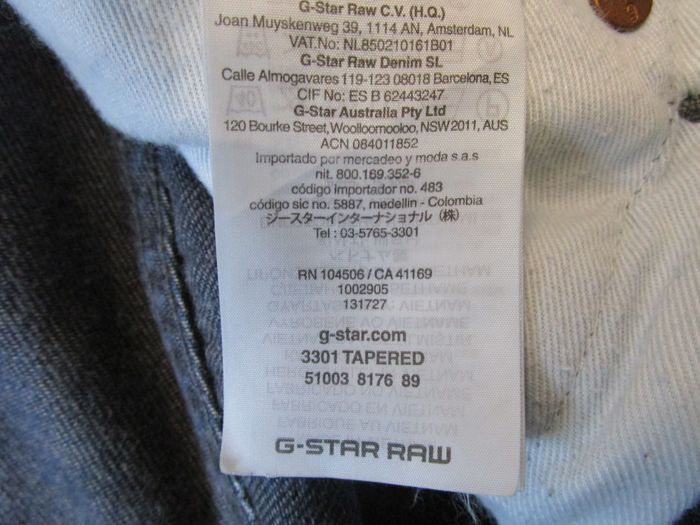 G-Star Raw C.V. (H.Q.)
Joan Muyskenweg 39, 1114 AN, Amsterdam, NL
VAT.No: NL850210161B01
G-Star Raw Denim SL
Calle Almogavares 119-123 08018 Barcelona, ES
CIF No: ES B 62443247
G-Star Australia Pty Ltd
120 Bourke Street, Woolloomooloo, NSW 2011, AUS
ACN 084011852
Importado por mercadeo y moda s.a.s
nit. 800.169.352-6
código importador no. 483
código sic no. 5887, medellin - Colombia
ジースターインターナショナル (株)
Tel : 03-5765-3301
RN 104506 / CA 41169
1002905
131727
g-star.com
3301 TAPERED
51003 8176 89
G-STAR RAW